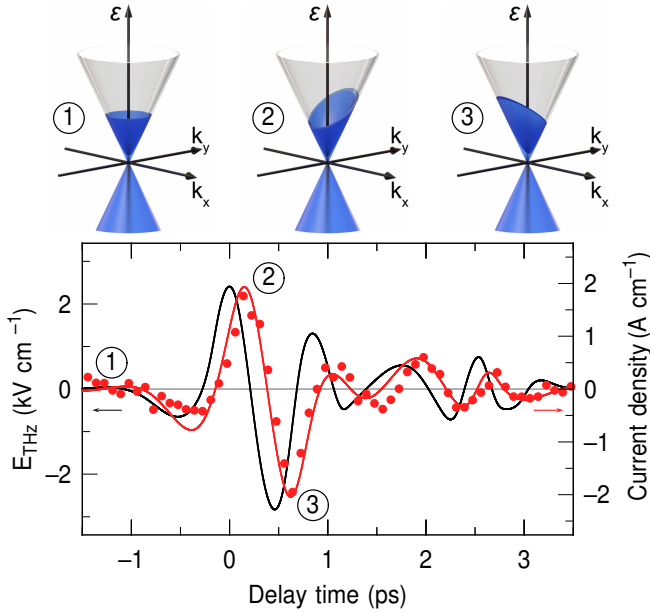 ε ε ε
① ② ③
k_y k_y k_y
k_x k_x k_x
E_THz (kV cm⁻¹)
2
0
−2
①
②
③
2
1
0
−1
−2
Current density (A cm⁻¹)
−1 0 1 2 3
Delay time (ps)